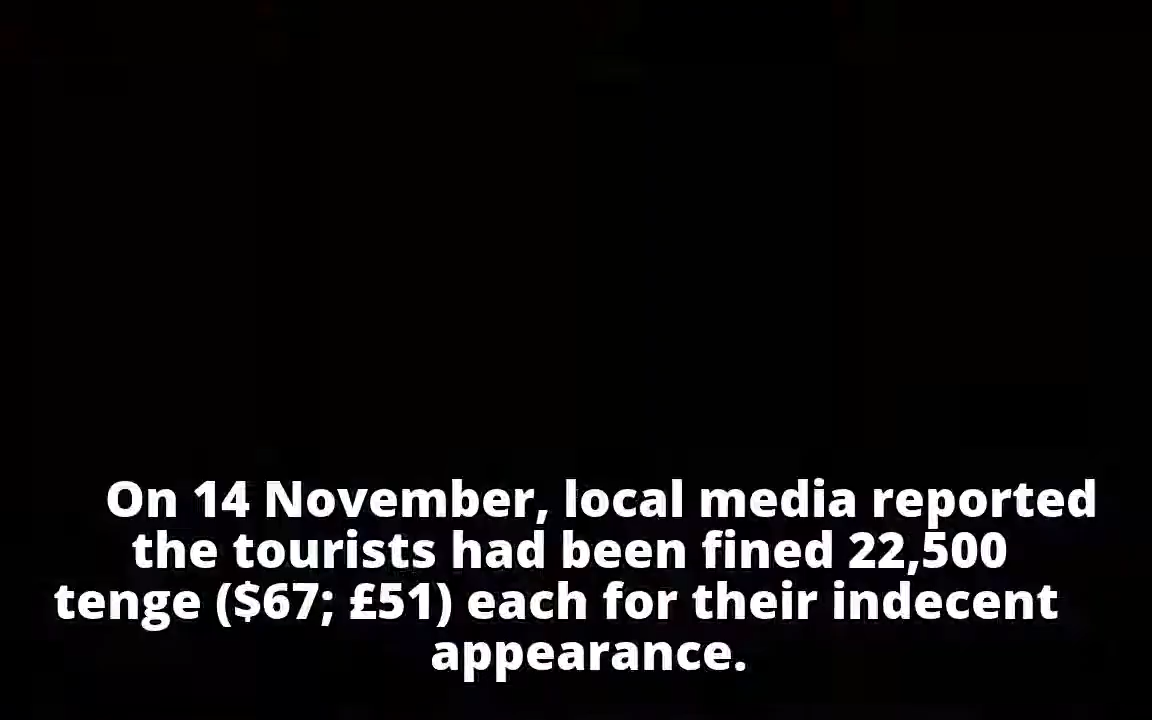 On 14 November, local media reported
the tourists had been fined 22,500
tenge ($67; £51) each for their indecent
appearance.